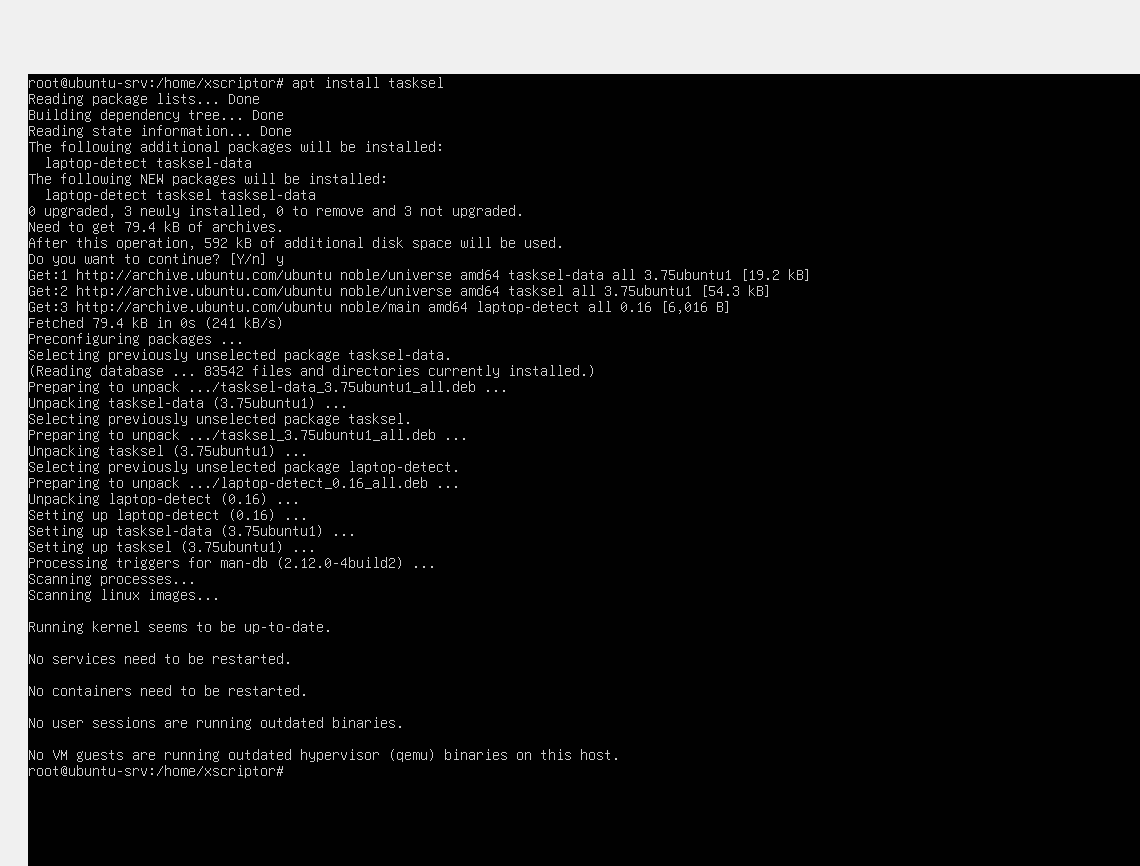 root@ubuntu-srv:/home/xscriptor# apt install tasksel
Reading package lists... Done
Building dependency tree... Done
Reading state information... Done
The following additional packages will be installed:
  laptop-detect tasksel-data
The following NEW packages will be installed:
  laptop-detect tasksel tasksel-data
0 upgraded, 3 newly installed, 0 to remove and 3 not upgraded.
Need to get 79.4 kB of archives.
After this operation, 592 kB of additional disk space will be used.
Do you want to continue? [Y/n] y
Get:1 http://archive.ubuntu.com/ubuntu noble/universe amd64 tasksel-data all 3.75ubuntu1 [19.2 kB]
Get:2 http://archive.ubuntu.com/ubuntu noble/universe amd64 tasksel all 3.75ubuntu1 [54.3 kB]
Get:3 http://archive.ubuntu.com/ubuntu noble/main amd64 laptop-detect all 0.16 [6,016 B]
Fetched 79.4 kB in 0s (241 kB/s)
Preconfiguring packages ...
Selecting previously unselected package tasksel-data.
(Reading database ... 83542 files and directories currently installed.)
Preparing to unpack .../tasksel-data_3.75ubuntu1_all.deb ...
Unpacking tasksel-data (3.75ubuntu1) ...
Selecting previously unselected package tasksel.
Preparing to unpack .../tasksel_3.75ubuntu1_all.deb ...
Unpacking tasksel (3.75ubuntu1) ...
Selecting previously unselected package laptop-detect.
Preparing to unpack .../laptop-detect_0.16_all.deb ...
Unpacking laptop-detect (0.16) ...
Setting up laptop-detect (0.16) ...
Setting up tasksel-data (3.75ubuntu1) ...
Setting up tasksel (3.75ubuntu1) ...
Processing triggers for man-db (2.12.0-4build2) ...
Scanning processes...
Scanning linux images...

Running kernel seems to be up-to-date.

No services need to be restarted.

No containers need to be restarted.

No user sessions are running outdated binaries.

No VM guests are running outdated hypervisor (qemu) binaries on this host.
root@ubuntu-srv:/home/xscriptor#